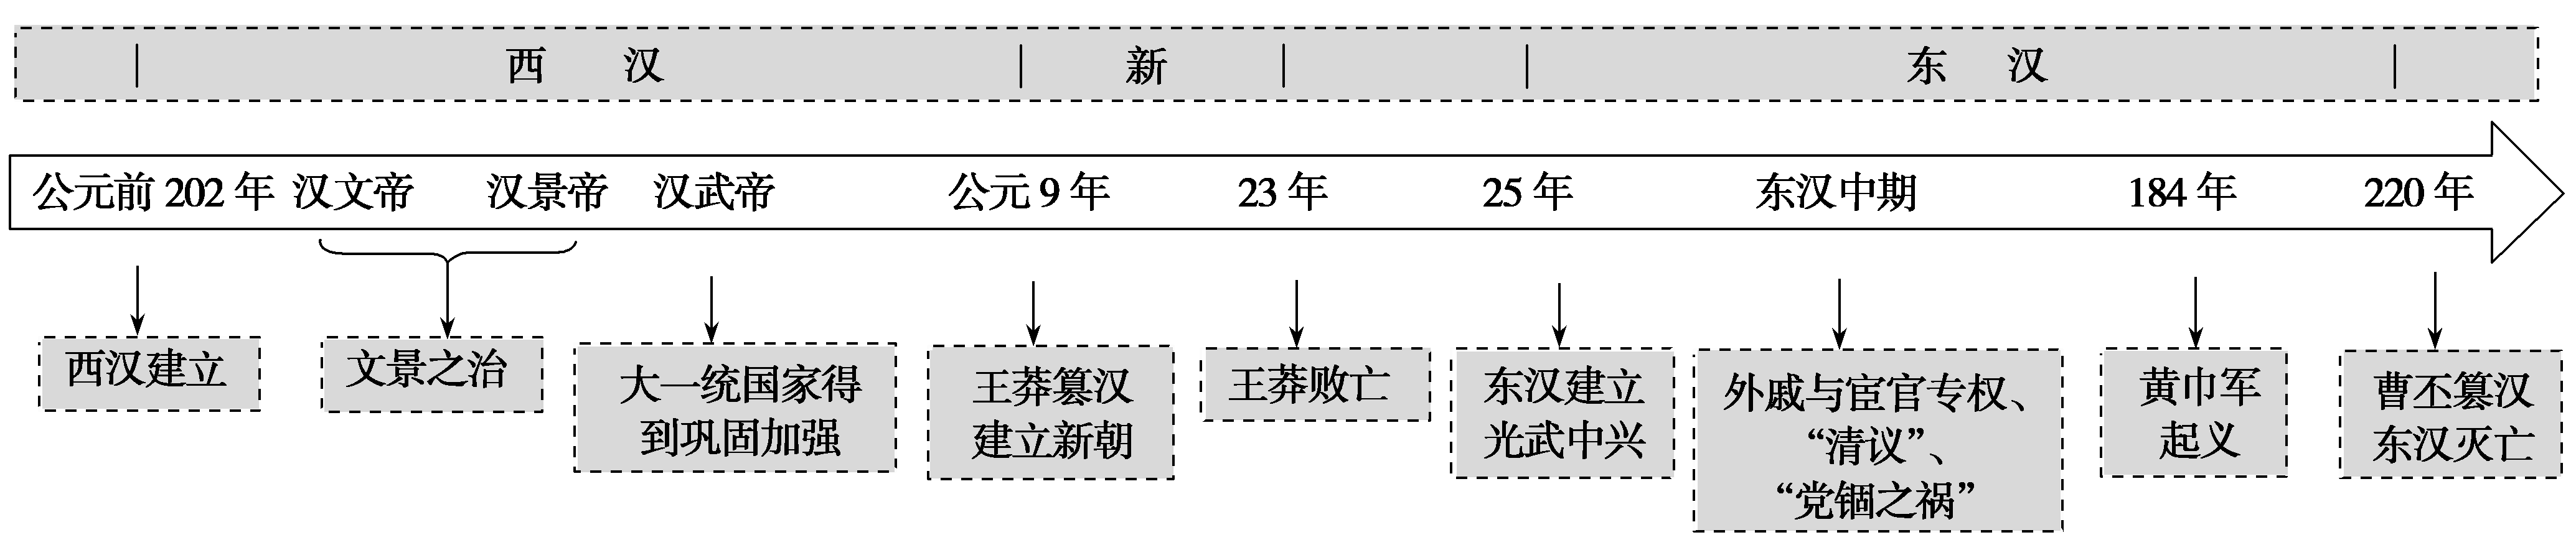 西 汉 新 东 汉
公元前 202 年 汉文帝 汉景帝 汉武帝 公元 9 年 23 年 25 年 东汉中期 184 年 220 年
西汉建立
文景之治
大一统国家得
到巩固加强
王莽篡汉
建立新朝
王莽败亡
东汉建立
光武中兴
外戚与宦官专权、
“清议”、
“党锢之祸”
黄巾军
起义
曹丕篡汉
东汉灭亡